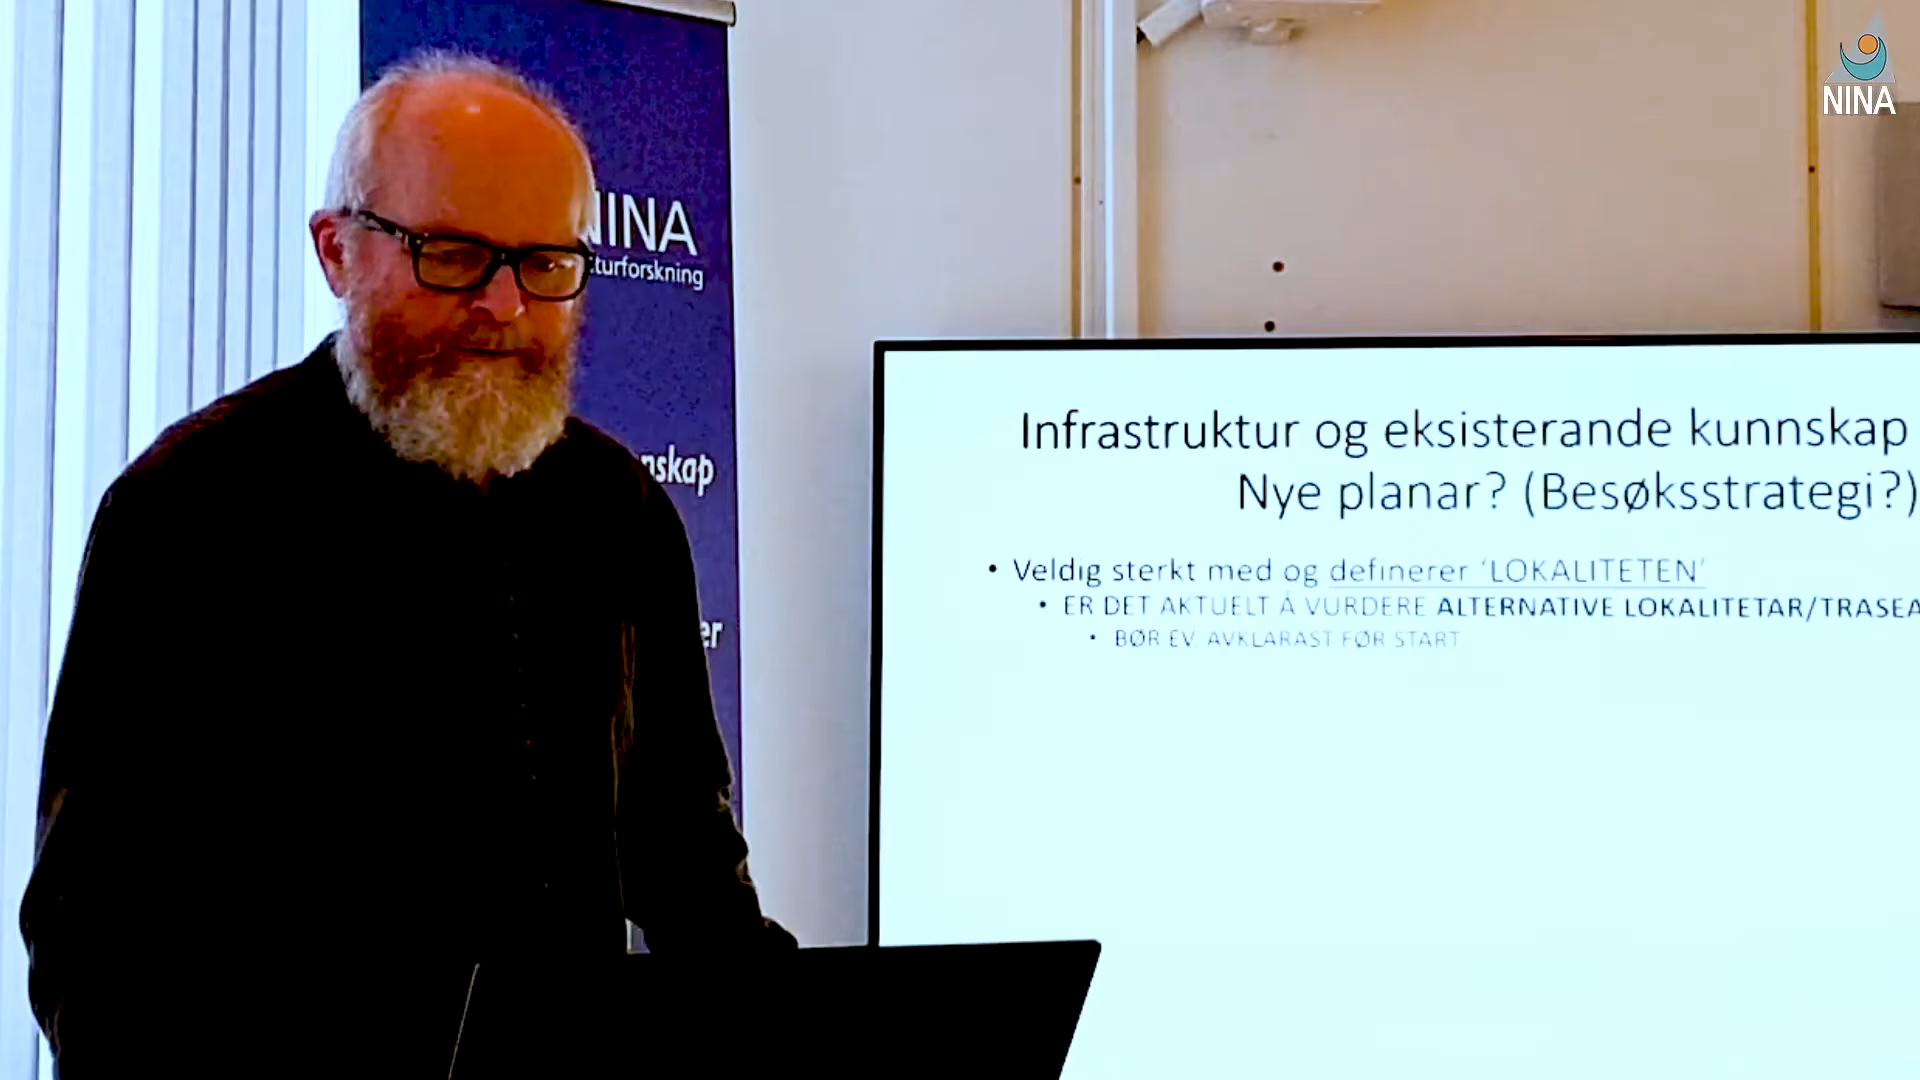 NINA
NINA
turforskning
nskap
er
Infrastruktur og eksisterande kunnskap
Nye planar? (Besøksstrategi?)
• Veldig sterkt med og definerer ‘LOKALITETEN’
• ER DET AKTUELT Å VURDERE ALTERNATIVE LOKALITETAR/TRASEA
• BØR EV. AVKLARAST FØR START